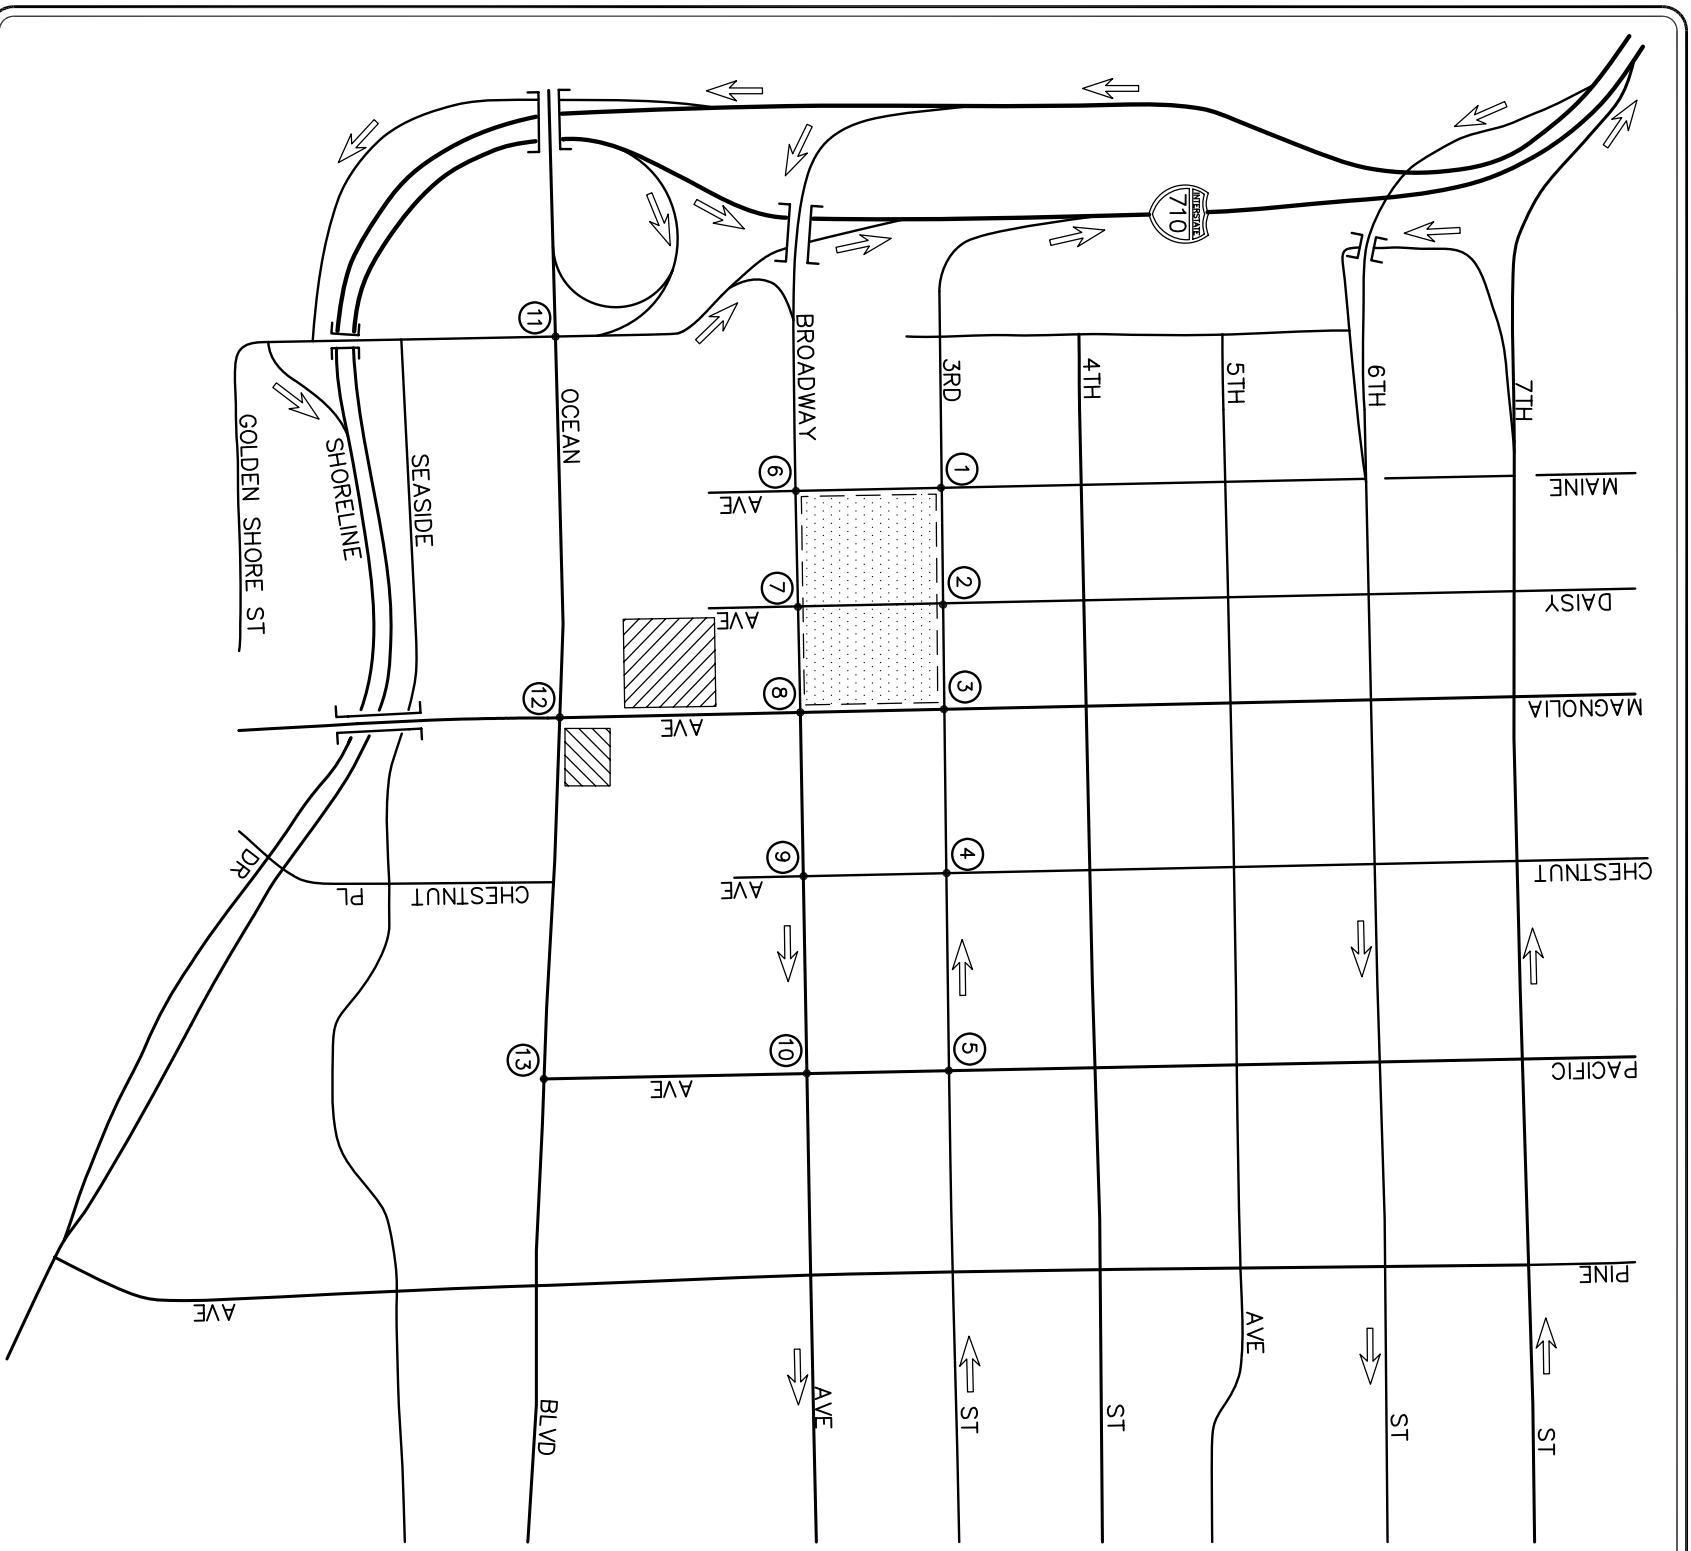 INTERSTATE
710
BROADWAY
AVE
3RD
ST
4TH
ST
5TH
AVE
6TH
ST
7TH
ST
OCEAN
BLVD
SEASIDE
SHORELINE
DR
GOLDEN SHORE ST
MAINE
AVE
DAISY
AVE
MAGNOLIA
AVE
CHESTNUT
AVE
CHESTNUT
PL
PACIFIC
AVE
PINE
AVE
1
2
3
4
5
6
7
8
9
10
11
12
13